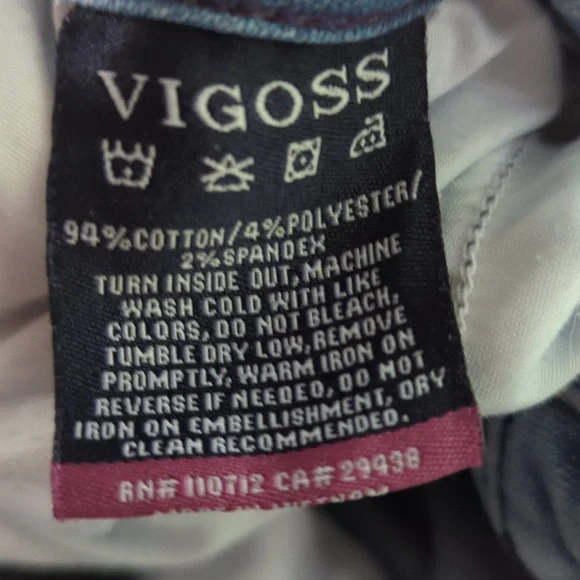 VIGOSS
94%COTTON/4%POLYESTER/
2%SPANDEX
TURN INSIDE OUT, MACHINE
WASH COLD WITH LIKE
COLORS, DO NOT BLEACH,
TUMBLE DRY LOW, REMOVE
PROMPTLY, WARM IRON ON
REVERSE IF NEEDED, DO NOT
IRON ON EMBELLISHMENT, DRY
CLEAN RECOMMENDED.
RN# 110712 CA# 29438